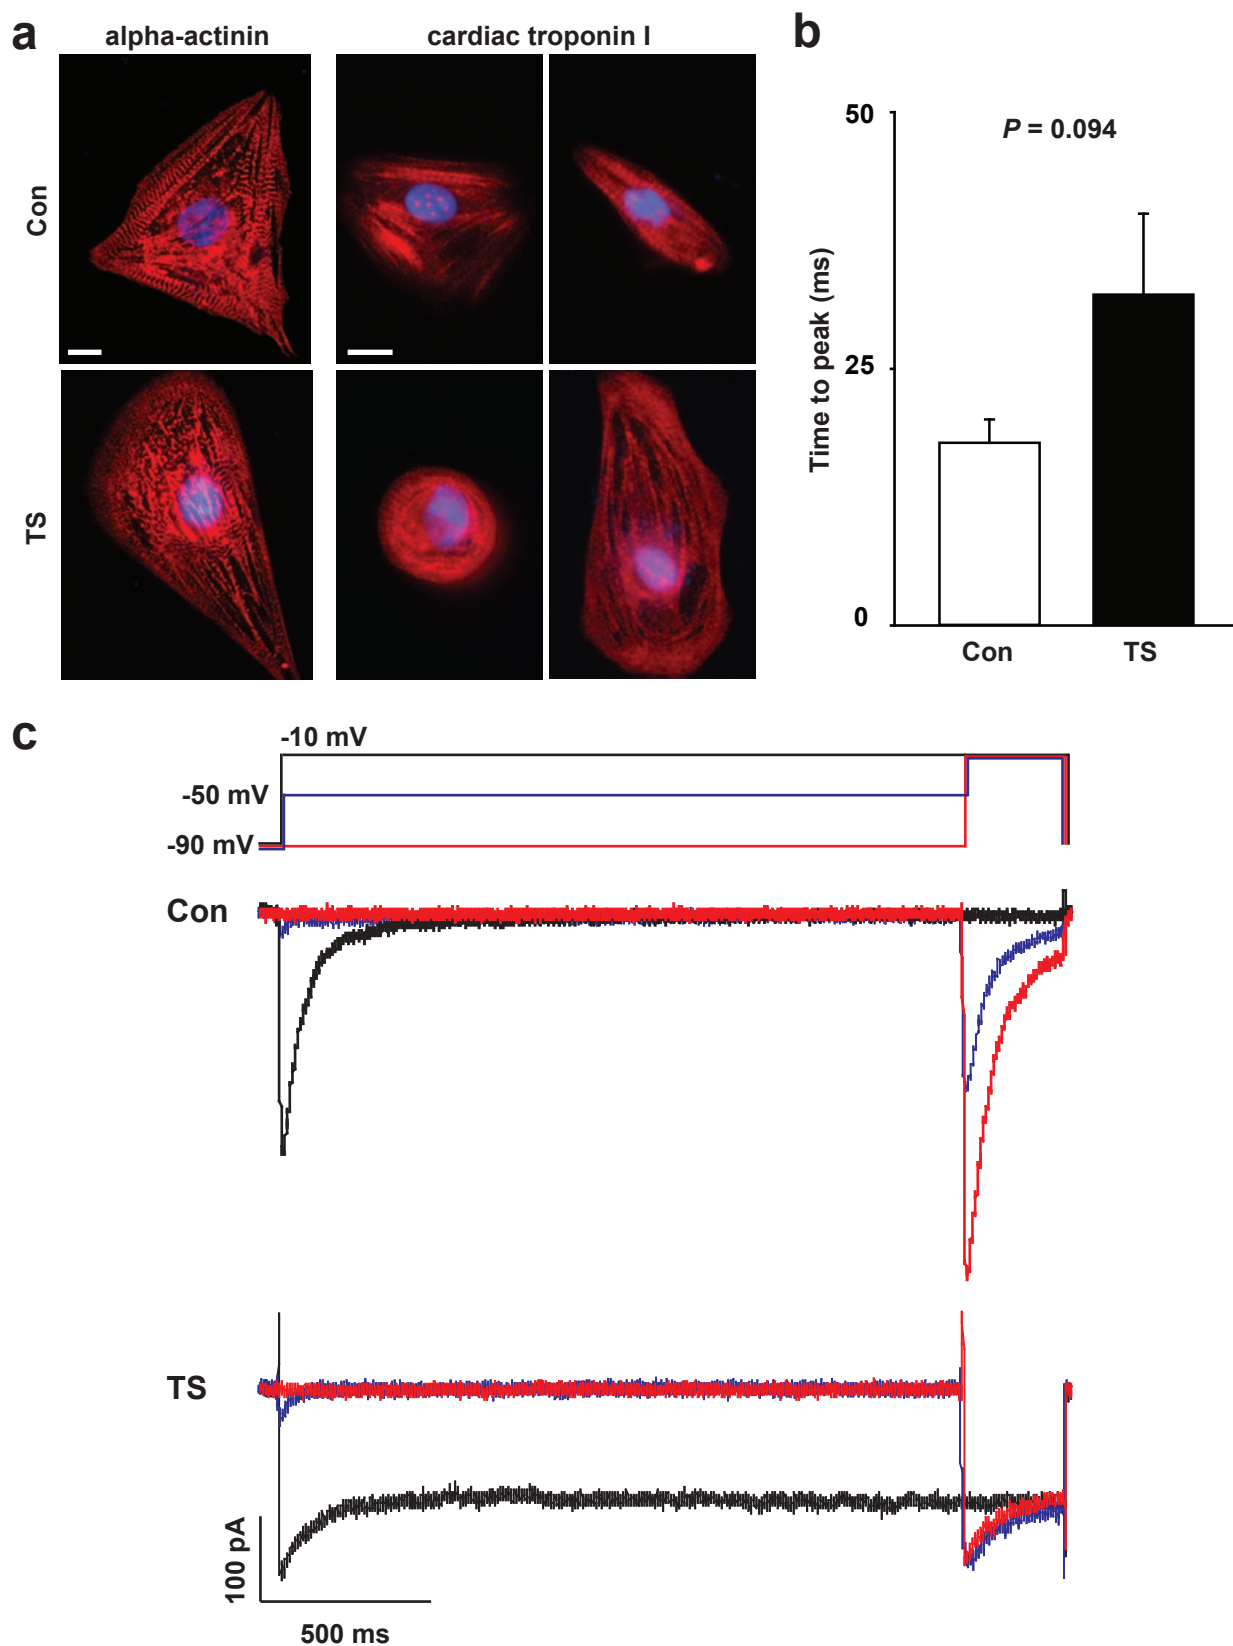 a
alpha-actinin
cardiac troponin I
Con
TS
b
50
25
0
Time to peak (ms)
P = 0.094
Con
TS
c
-10 mV
-50 mV
-90 mV
Con
TS
100 pA
500 ms